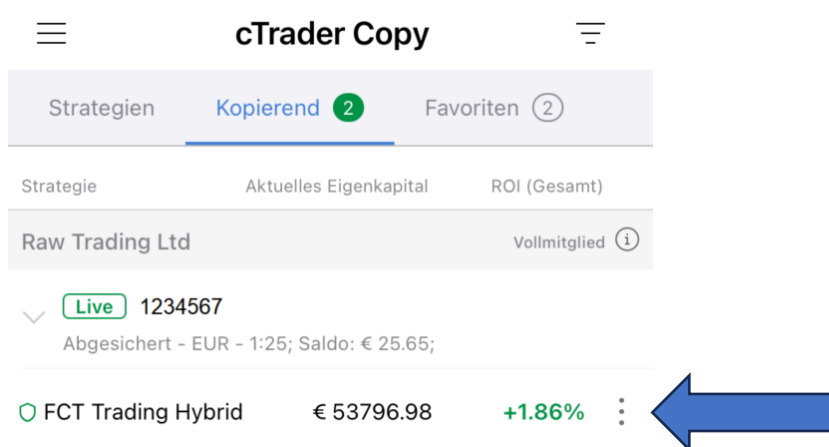 cTrader Copy
Strategien Kopierend 2 Favoriten 2
Strategie Aktuelles Eigenkapital ROI (Gesamt)
Raw Trading Ltd Vollmitglied i
Live 1234567
Abgesichert - EUR - 1:25; Saldo: € 25.65;
FCT Trading Hybrid € 53796.98 +1.86%